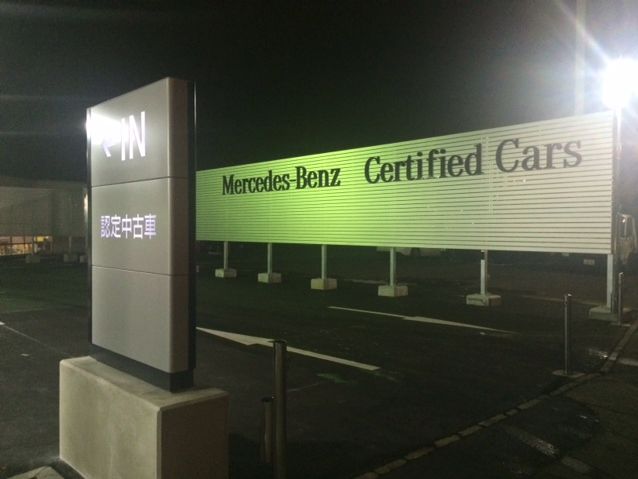 IN
認定中古車
Mercedes-Benz Certified Cars